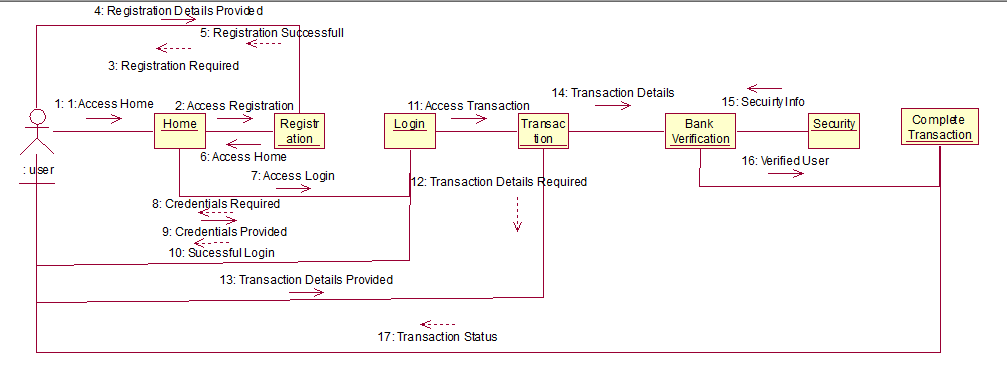 4: Registration Details Provided
5: Registration Successfull
3: Registration Required
1: 1:Access Home
2: Access Registration
11: Access Transaction
14: Transaction Details
15: Secuirty Info
Home
Registr
ation
Login
Transac
tion
Bank
Verification
Security
Complete
Transaction
6: Access Home
: user
7: Access Login
12: Transaction Details Required
16: Verified User
8: Credentials Required
9: Credentials Provided
10: Sucessful Login
13: Transaction Details Provided
17: Transaction Status